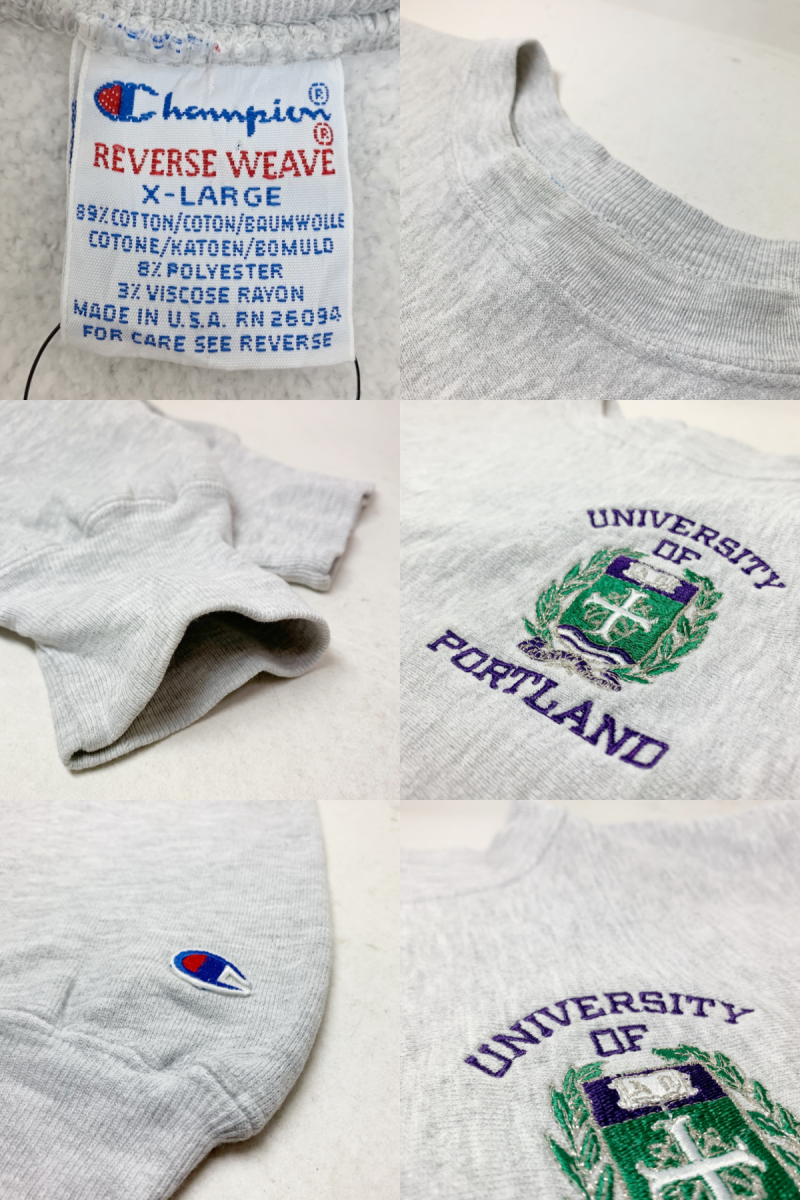 Champion®
REVERSE WEAVE®
X-LARGE
89% COTTON/COTON/BAUMWOLLE
COTONE/KATOEN/BOMULD
8% POLYESTER
3% VISCOSE RAYON
MADE IN U.S.A. RN 26094
FOR CARE SEE REVERSE
UNIVERSITY
OF
PORTLAND
UNIVERSITY
OF